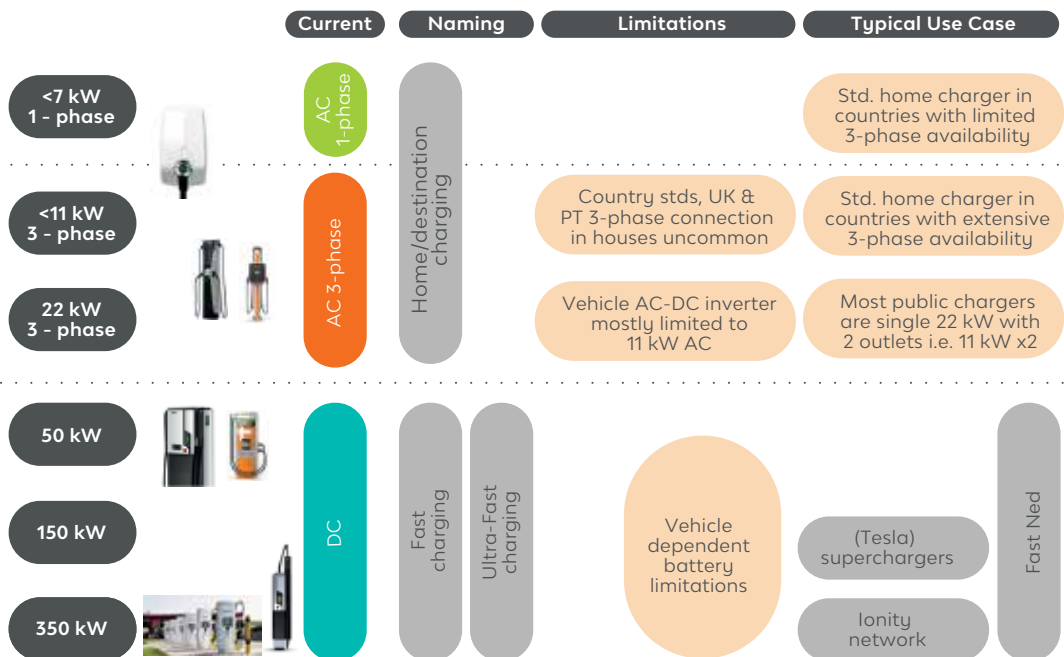 Current
Naming
Limitations
Typical Use Case
<7 kW
1 - phase
AC
1-phase
Home/destination
charging
Std. home charger in
countries with limited
3-phase availability
<11 kW
3 - phase
AC 3-phase
Country stds, UK &
PT 3-phase connection
in houses uncommon
Std. home charger in
countries with extensive
3-phase availability
22 kW
3 - phase
Vehicle AC-DC inverter
mostly limited to
11 kW AC
Most public chargers
are single 22 kW with
2 outlets i.e. 11 kW x2
50 kW
150 kW
350 kW
DC
Fast
charging
Ultra-Fast
charging
Vehicle
dependent
battery
limitations
(Tesla)
superchargers
Ionity
network
Fast Ned